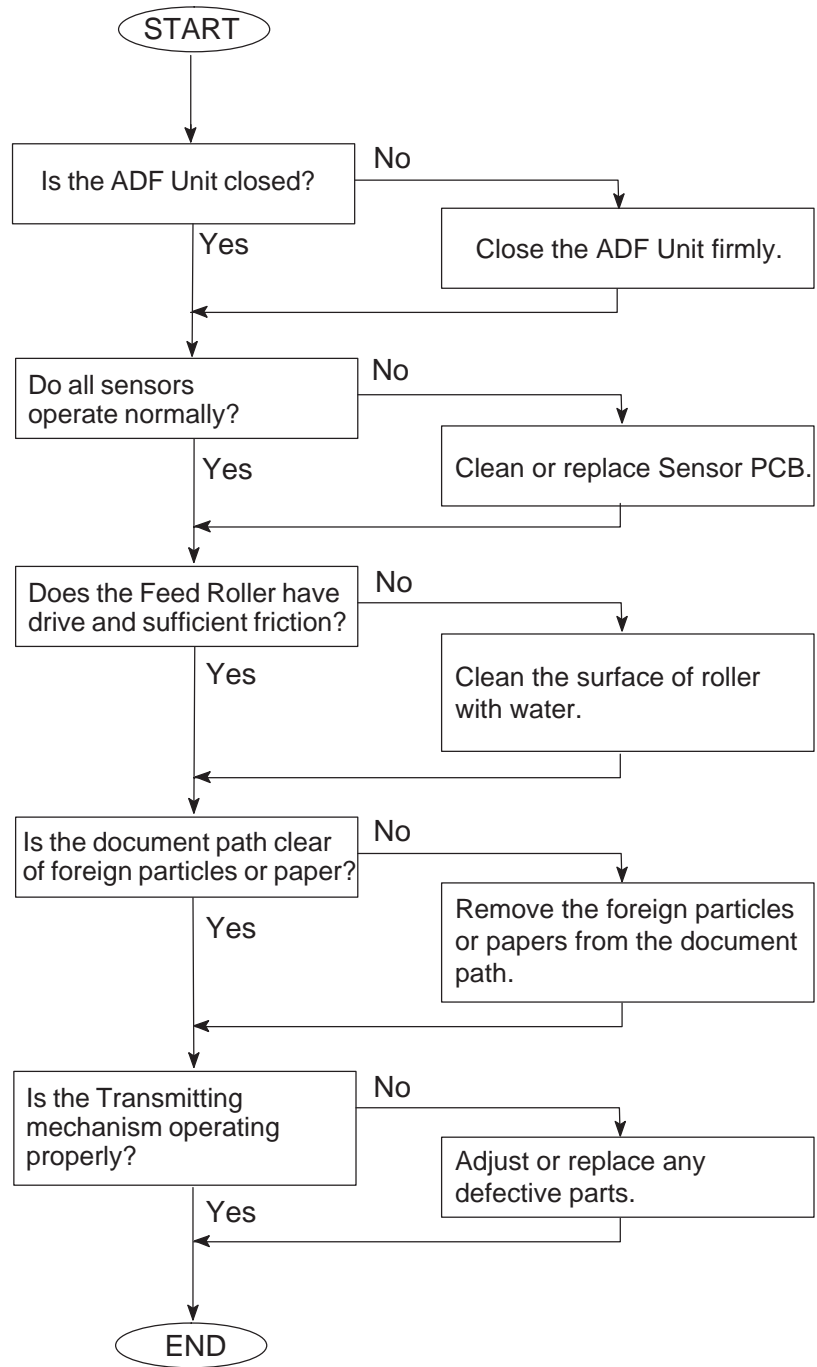 START
Is the ADF Unit closed?
No
Yes
Close the ADF Unit firmly.
Do all sensors
operate normally?
No
Yes
Clean or replace Sensor PCB.
Does the Feed Roller have
drive and sufficient friction?
No
Yes
Clean the surface of roller
with water.
Is the document path clear
of foreign particles or paper?
No
Yes
Remove the foreign particles
or papers from the document
path.
Is the Transmitting
mechanism operating
properly?
No
Yes
Adjust or replace any
defective parts.
END